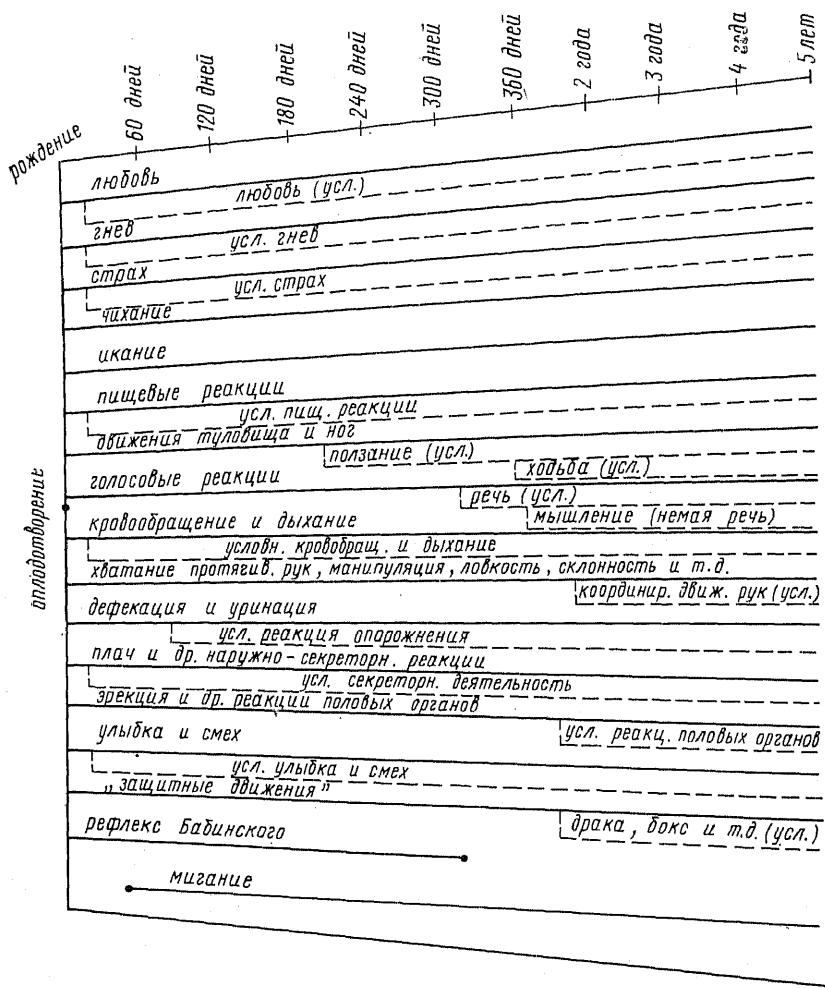 рождение
60 дней
120 дней
180 дней
240 дней
300 дней
360 дней
2 года
3 года
4 года
5 лет
оплодотворение
любовь
любовь (усл.)
гнев
усл. гнев
страх
усл. страх
чихание
икание
пищевые реакции
усл. пищ. реакции
движения туловища и ног
ползание (усл.)
ходьба (усл.)
голосовые реакции
речь (усл.)
мышление (немая речь)
кровообращение и дыхание
условн. кровобращ. и дыхание
хватание протягив. рук, манипуляция, ловкость, склонность и т.д.
координир. движ. рук (усл.)
дефекация и уринация
усл. реакция опорожнения
плач и др. наружно-секреторн. реакции
усл. секреторн. деятельность
эрекция и др. реакции половых органов
усл. реакц. половых органов
улыбка и смех
усл. улыбка и смех
„защитные движения”
драка, бокс и т.д. (усл.)
рефлекс Бабинского
мигание